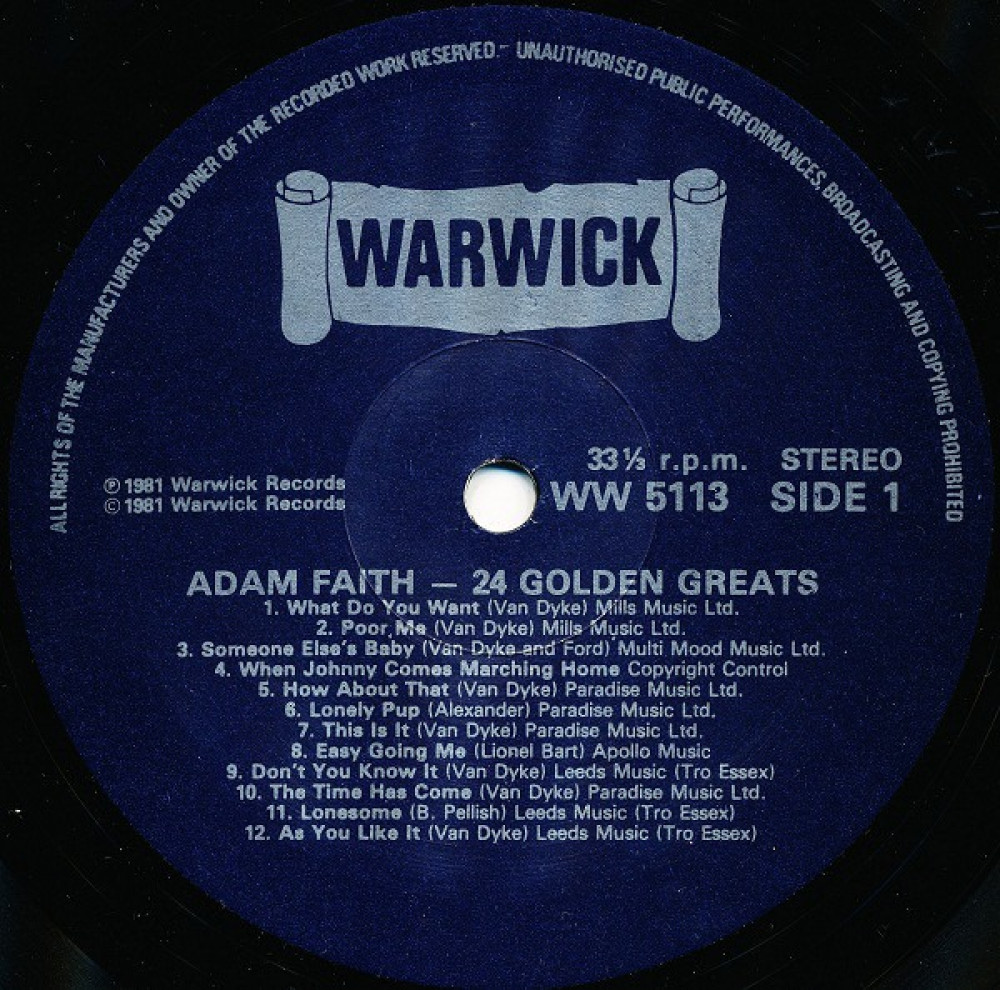 ALL RIGHTS OF THE MANUFACTURERS AND OWNER OF THE RECORDED WORK RESERVED - UNAUTHORISED PUBLIC PERFORMANCES, BROADCASTING AND COPYING PROHIBITED
WARWICK
33⅓ r.p.m. STEREO
℗ 1981 Warwick Records
© 1981 Warwick Records
WW 5113 SIDE 1
ADAM FAITH — 24 GOLDEN GREATS
1. What Do You Want (Van Dyke) Mills Music Ltd.
2. Poor Me (Van Dyke) Mills Music Ltd.
3. Someone Else's Baby (Van Dyke and Ford) Multi Mood Music Ltd.
4. When Johnny Comes Marching Home Copyright Control
5. How About That (Van Dyke) Paradise Music Ltd.
6. Lonely Pup (Alexander) Paradise Music Ltd.
7. This Is It (Van Dyke) Paradise Music Ltd.
8. Easy Going Me (Lionel Bart) Apollo Music
9. Don't You Know It (Van Dyke) Leeds Music (Tro Essex)
10. The Time Has Come (Van Dyke) Paradise Music Ltd.
11. Lonesome (B. Pellish) Leeds Music (Tro Essex)
12. As You Like It (Van Dyke) Leeds Music (Tro Essex)